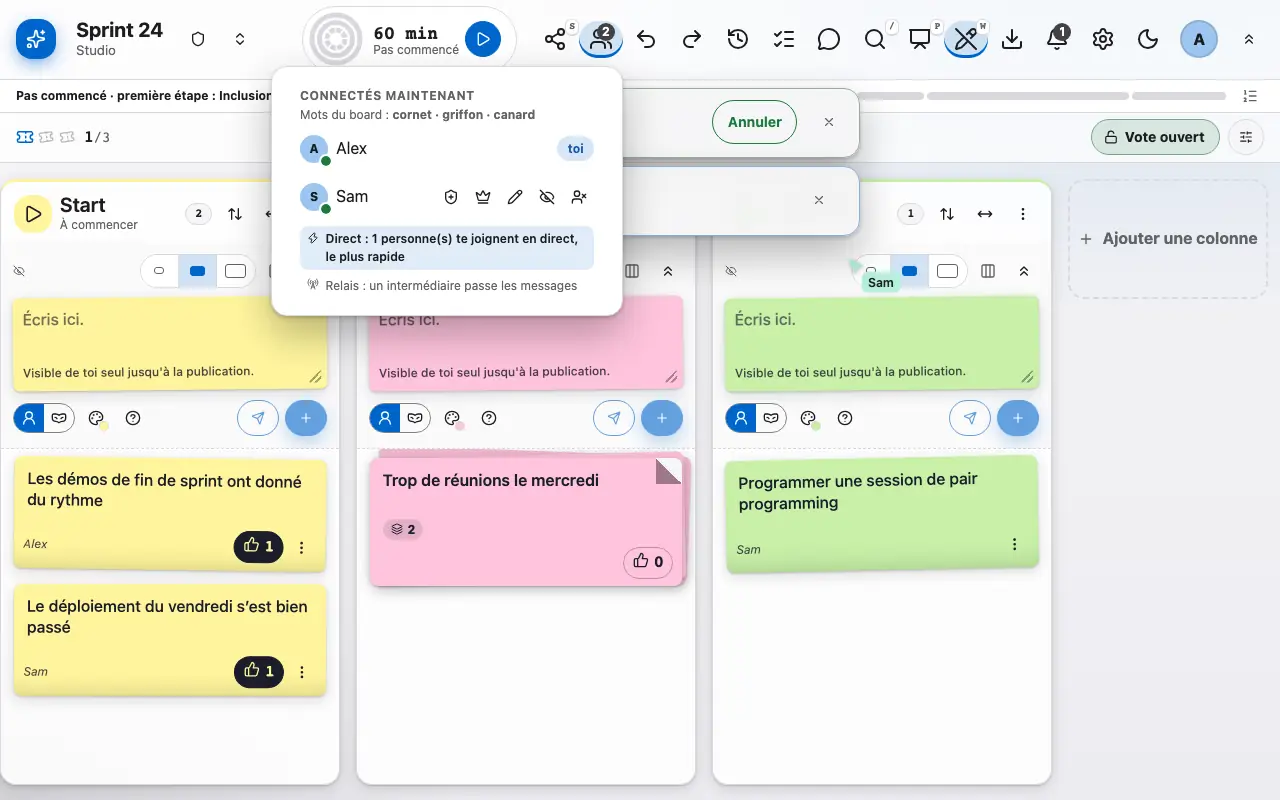 Sprint 24
Studio
60 min
Pas commencé
S
2
/
P
W
1
A
Pas commencé · première étape : Inclusion
1/3
Vote ouvert
CONNECTÉS MAINTENANT
Mots du board : cornet · griffon · canard
A
Alex
toi
S
Sam
Direct : 1 personne(s) te joignent en direct,
le plus rapide
Relais : un intermédiaire passe les messages
Annuler
Start
À commencer
2
1
Sam
Ajouter une colonne
Écris ici.
Visible de toi seul jusqu'à la publication.
Écris ici.
Visible de toi seul jusqu'à la publication.
Écris ici.
Visible de toi seul jusqu'à la publication.
Les démos de fin de sprint ont donné
du rythme
Alex
1
Le déploiement du vendredi s’est bien
passé
Sam
1
Trop de réunions le mercredi
2
0
Programmer une session de pair
programming
Sam